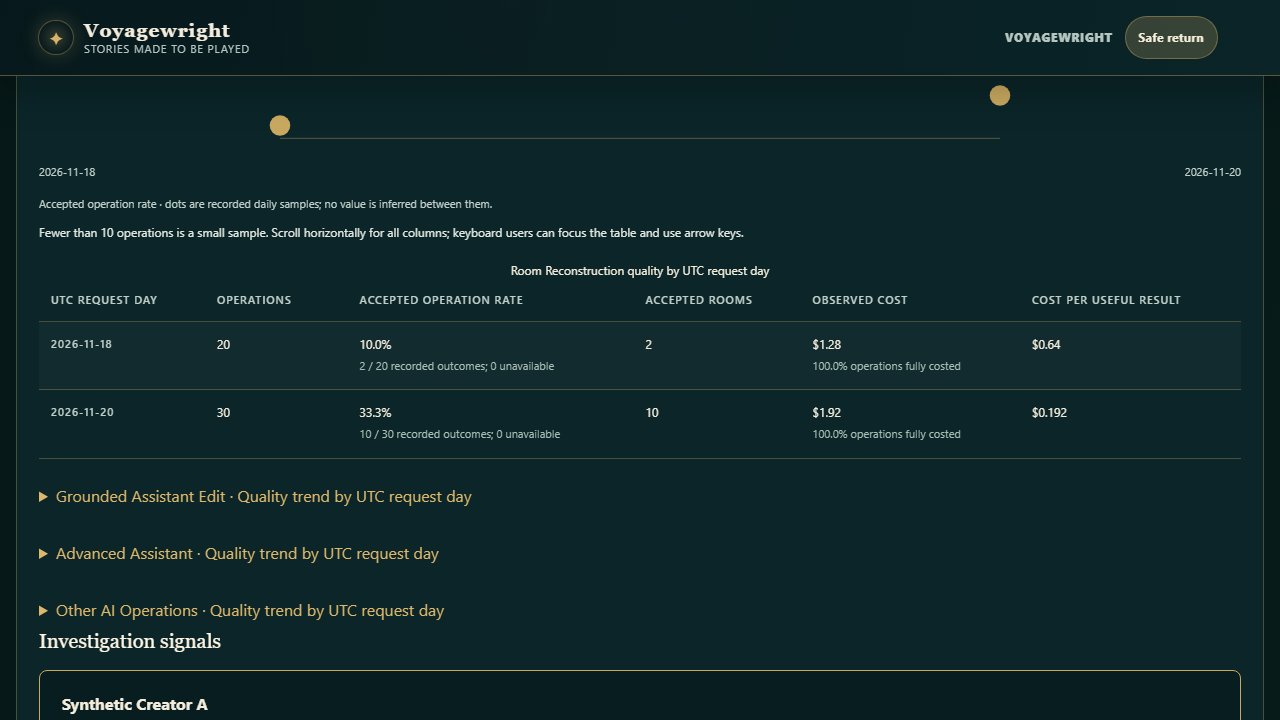 Voyagewright
STORIES MADE TO BE PLAYED
VOYAGEWRIGHT
Safe return
2026-11-18
2026-11-20
Accepted operation rate · dots are recorded daily samples; no value is inferred between them.
Fewer than 10 operations is a small sample. Scroll horizontally for all columns; keyboard users can focus the table and use arrow keys.
Room Reconstruction quality by UTC request day
UTC REQUEST DAY OPERATIONS ACCEPTED OPERATION RATE ACCEPTED ROOMS OBSERVED COST COST PER USEFUL RESULT
2026-11-18 20 10.0% 2 $1.28 $0.64
2 / 20 recorded outcomes; 0 unavailable 100.0% operations fully costed
2026-11-20 30 33.3% 10 $1.92 $0.192
10 / 30 recorded outcomes; 0 unavailable 100.0% operations fully costed
Grounded Assistant Edit · Quality trend by UTC request day
Advanced Assistant · Quality trend by UTC request day
Other AI Operations · Quality trend by UTC request day
Investigation signals
Synthetic Creator A